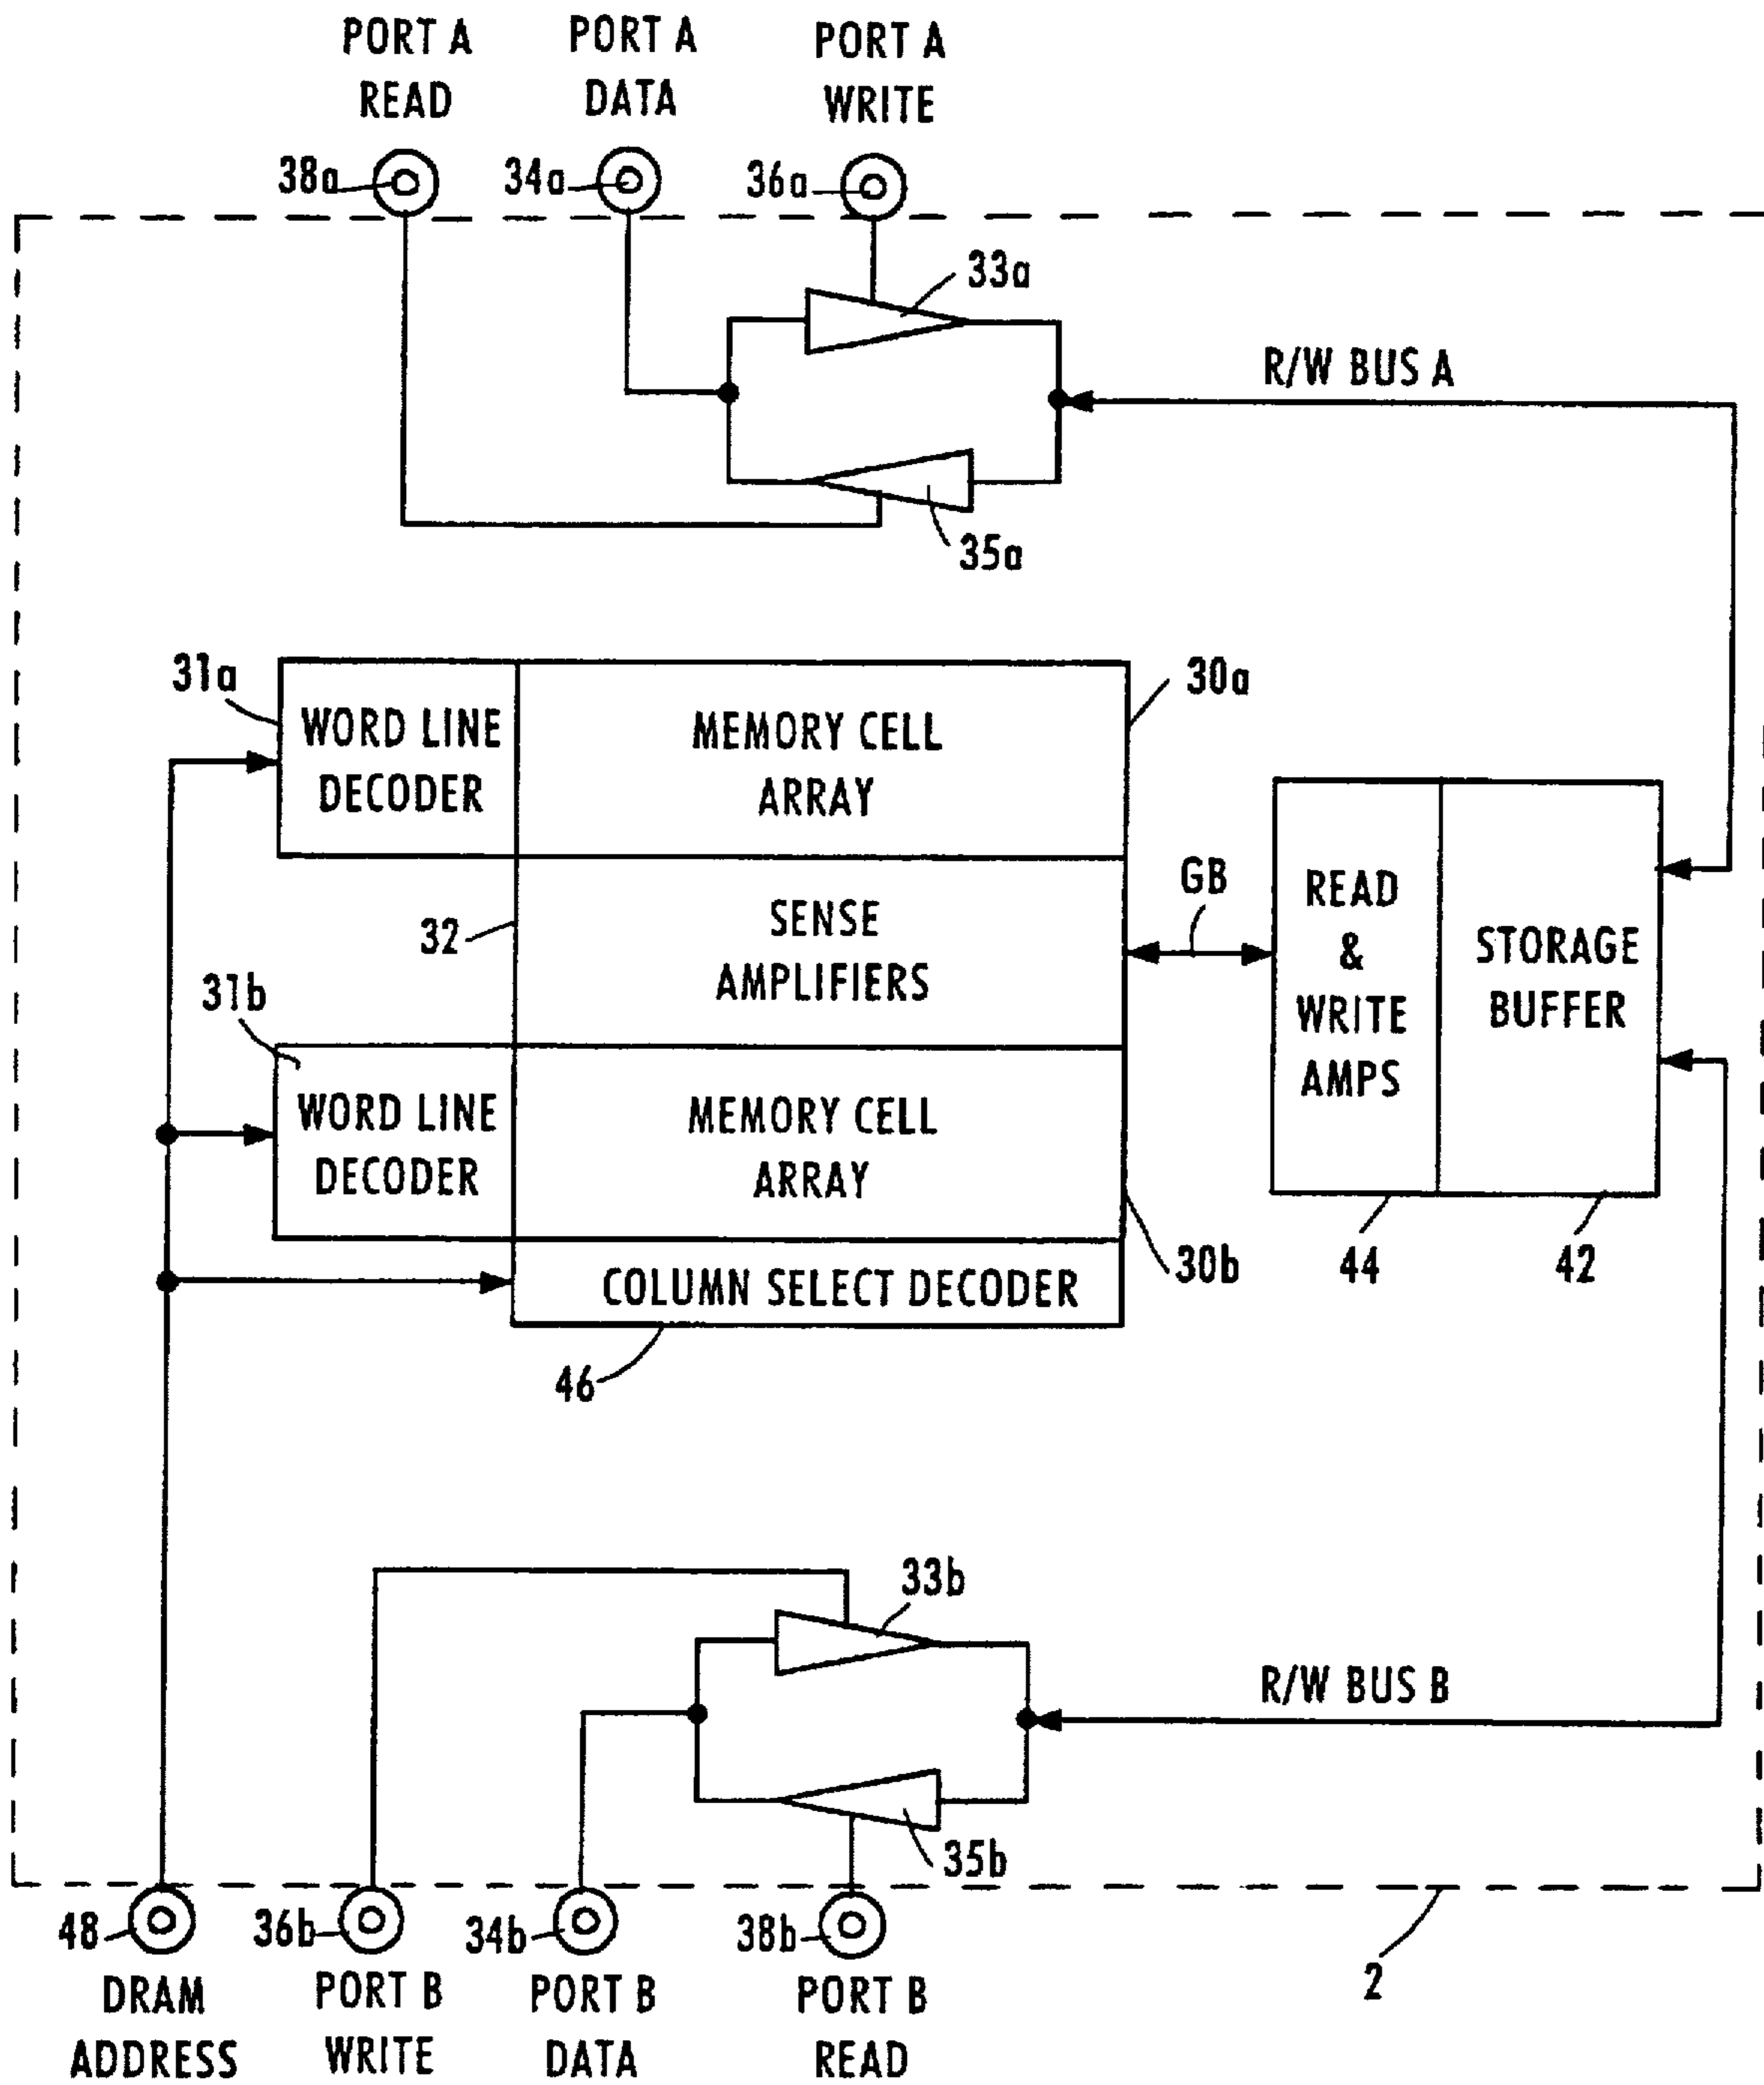 PORT A
READ
PORT A
DATA
PORT A
WRITE
38a
34a
36a
33a
R/W BUS A
35a
31a
WORD LINE
DECODER
MEMORY CELL
ARRAY
30a
32
SENSE
AMPLIFIERS
GB
READ
&
WRITE
AMPS
STORAGE
BUFFER
31b
WORD LINE
DECODER
MEMORY CELL
ARRAY
30b
44
42
COLUMN SELECT DECODER
46
33b
R/W BUS B
35b
48
36b
34b
38b
2
DRAM
ADDRESS
PORT B
WRITE
PORT B
DATA
PORT B
READ